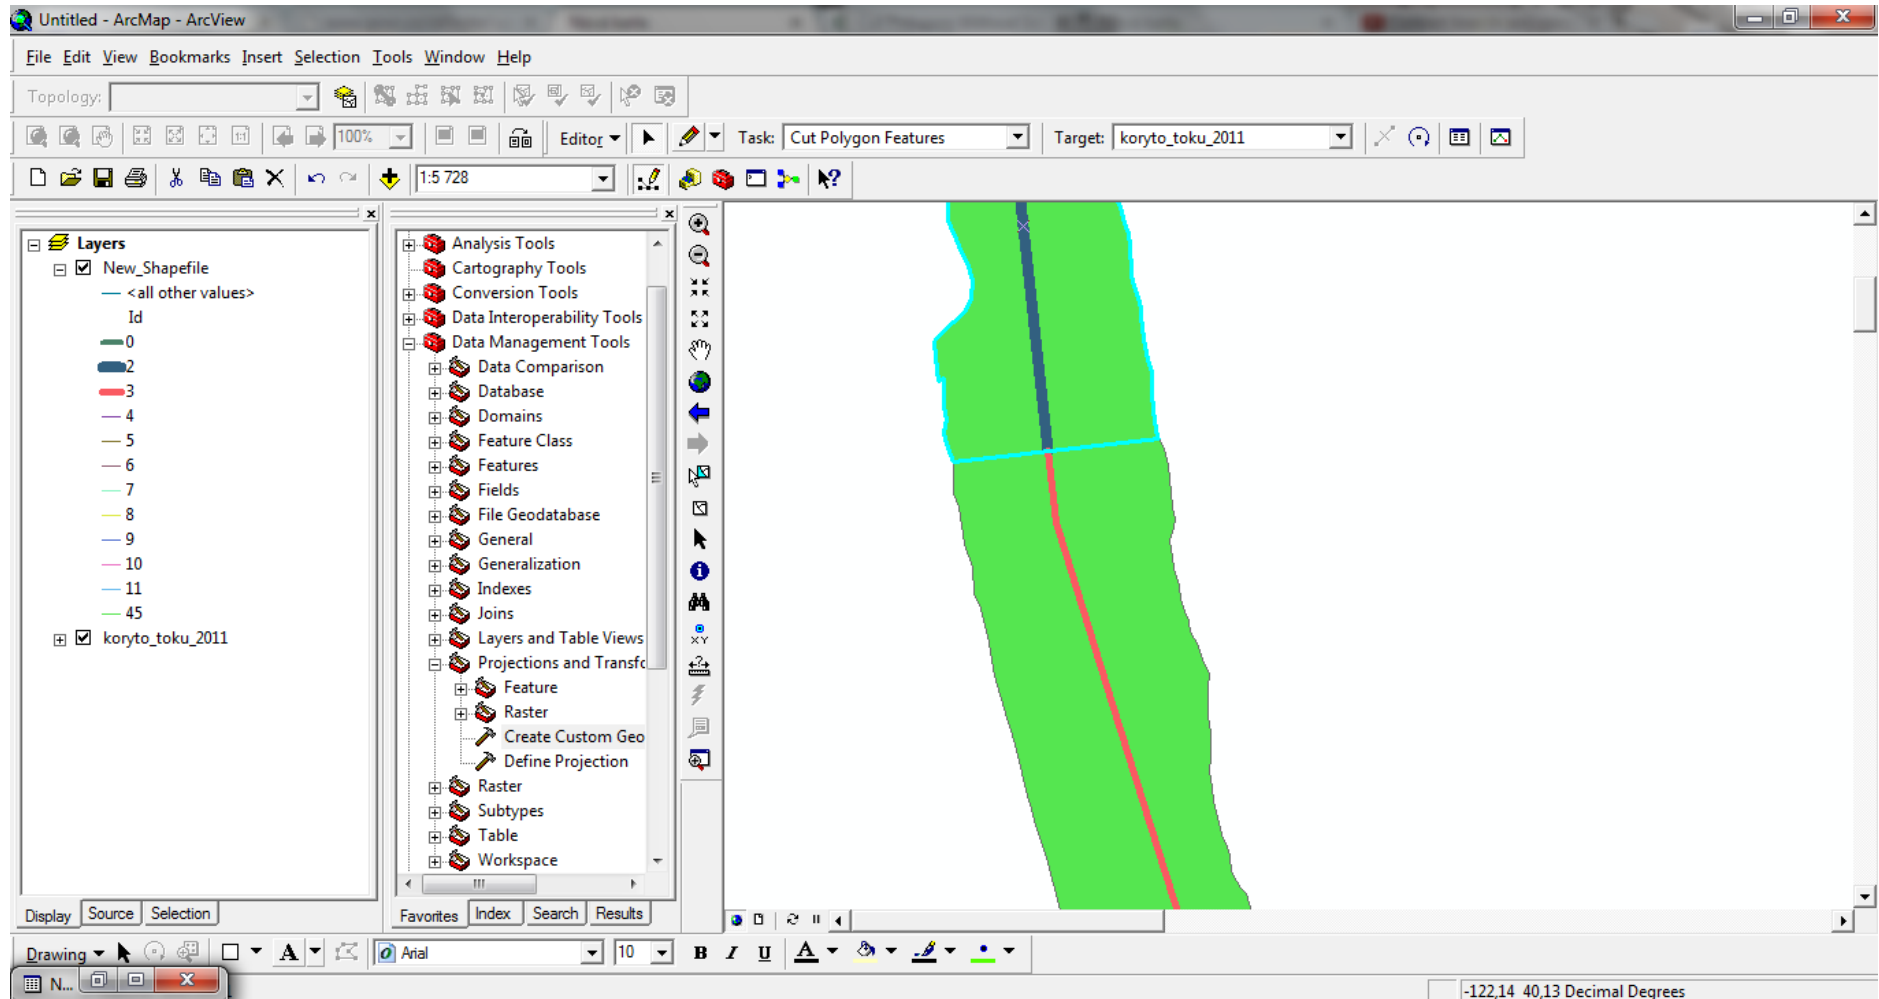 Untitled - ArcMap - ArcView
File Edit View Bookmarks Insert Selection Tools Window Help
Topology:
100% Editor Task: Cut Polygon Features Target: koryto_toku_2011
1:5 728
Layers
New_Shapefile
<all other values>
Id
0
2
3
4
5
6
7
8
9
10
11
45
koryto_toku_2011
Display Source Selection
Analysis Tools
Cartography Tools
Conversion Tools
Data Interoperability Tools
Data Management Tools
Data Comparison
Database
Domains
Feature Class
Features
Fields
File Geodatabase
General
Generalization
Indexes
Joins
Layers and Table Views
Projections and Transfo
Feature
Raster
Create Custom Geo
Define Projection
Raster
Subtypes
Table
Workspace
Favorites Index Search Results
Drawing A Arial 10 B I U A
N...
-122,14 40,13 Decimal Degrees